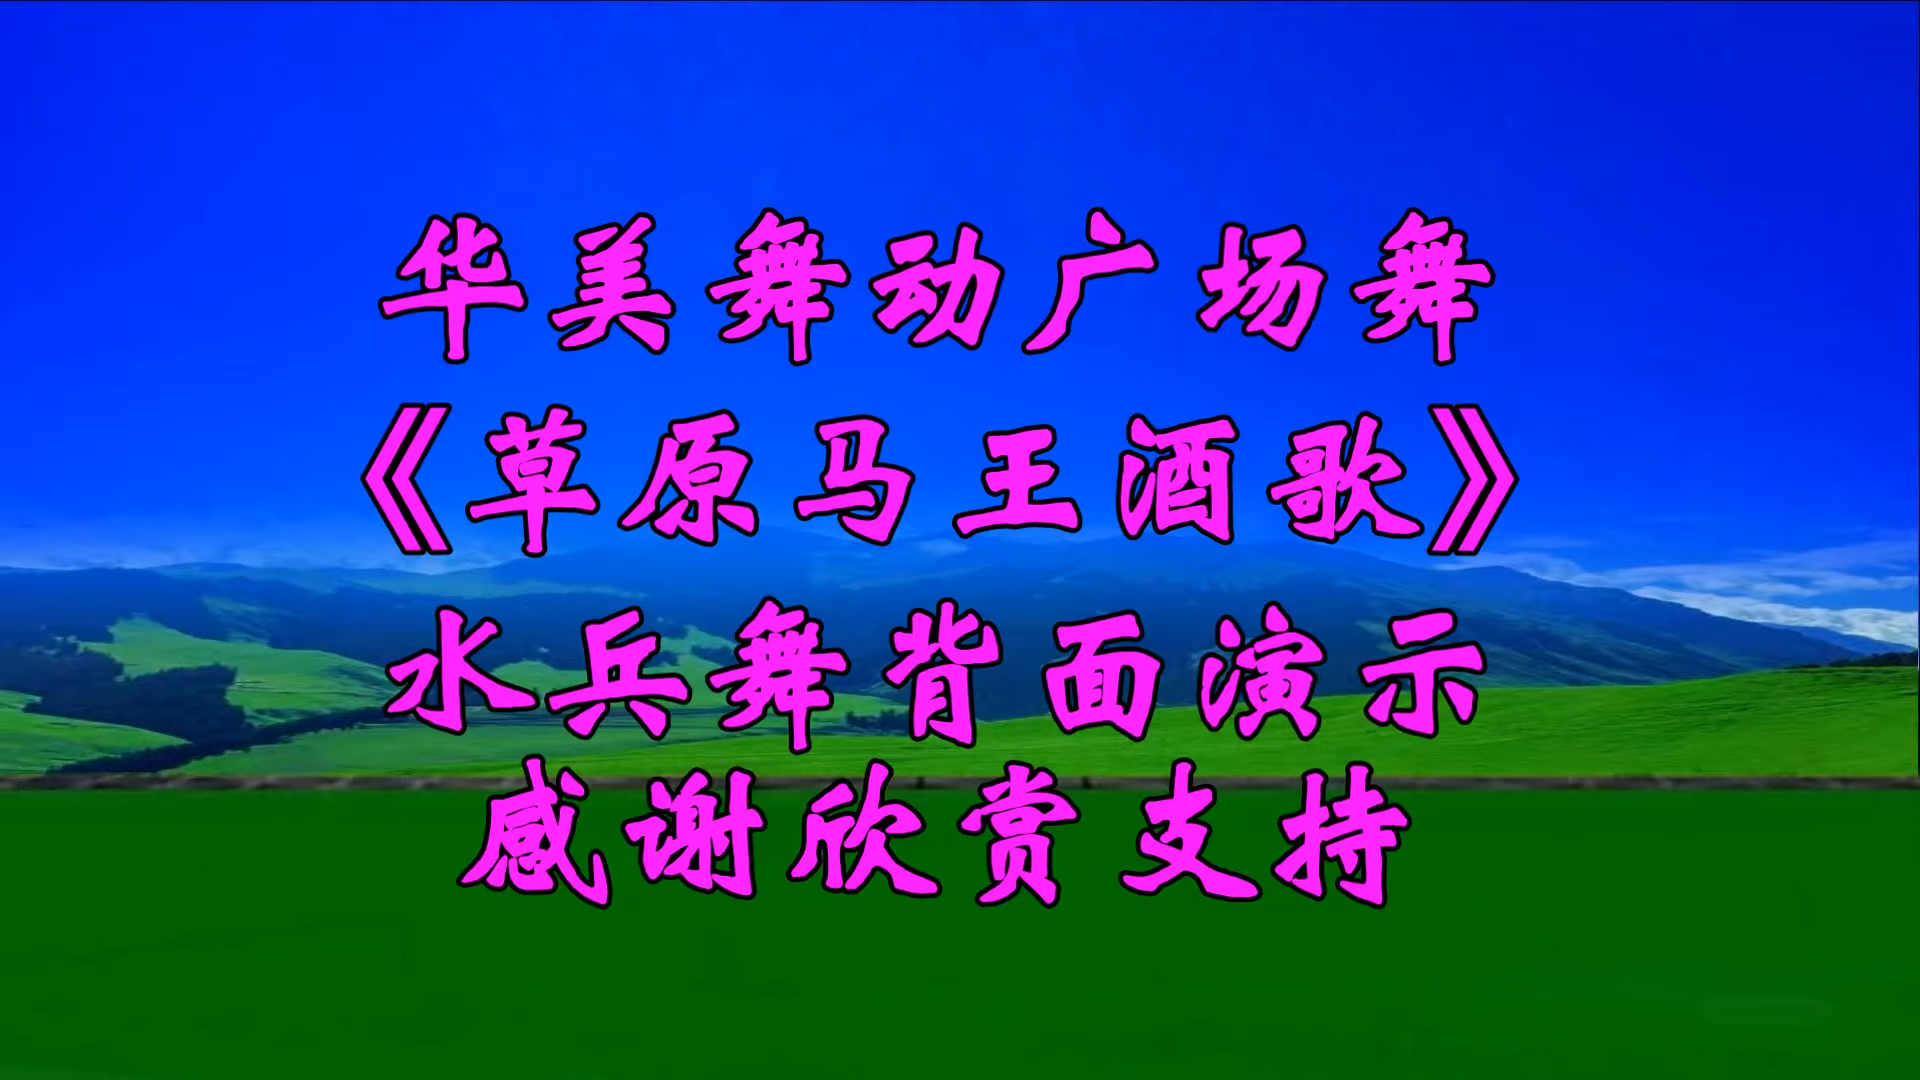 华美舞动广场舞
《草原马王酒歌》
水兵舞背面演示
感谢欣赏支持